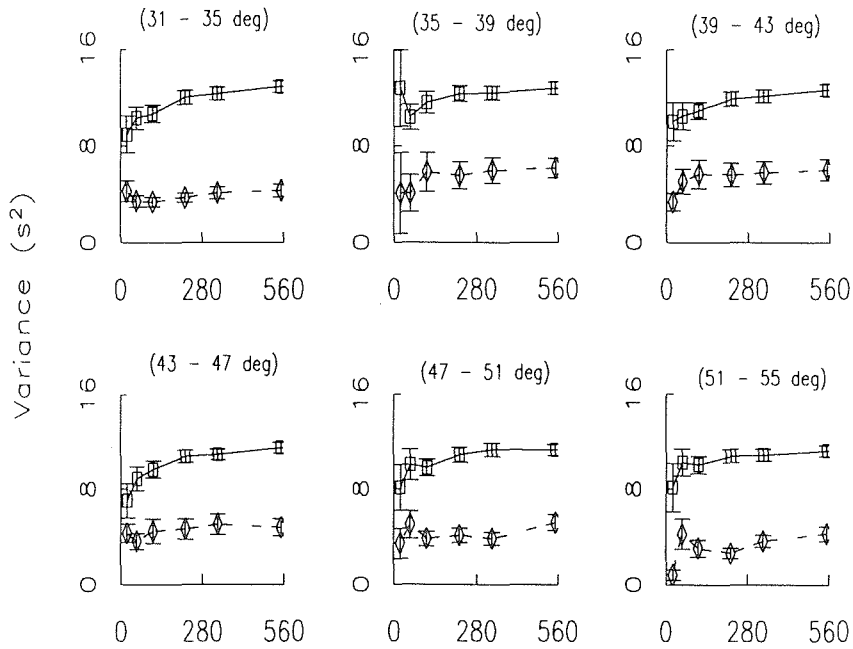 (31 - 35 deg)
(35 - 39 deg)
(39 - 43 deg)
16
8
0
16
8
0
16
8
0
0 280 560
0 280 560
0 280 560
Variance (s²)
(43 - 47 deg)
(47 - 51 deg)
(51 - 55 deg)
16
8
0
16
8
0
16
8
0
0 280 560
0 280 560
0 280 560